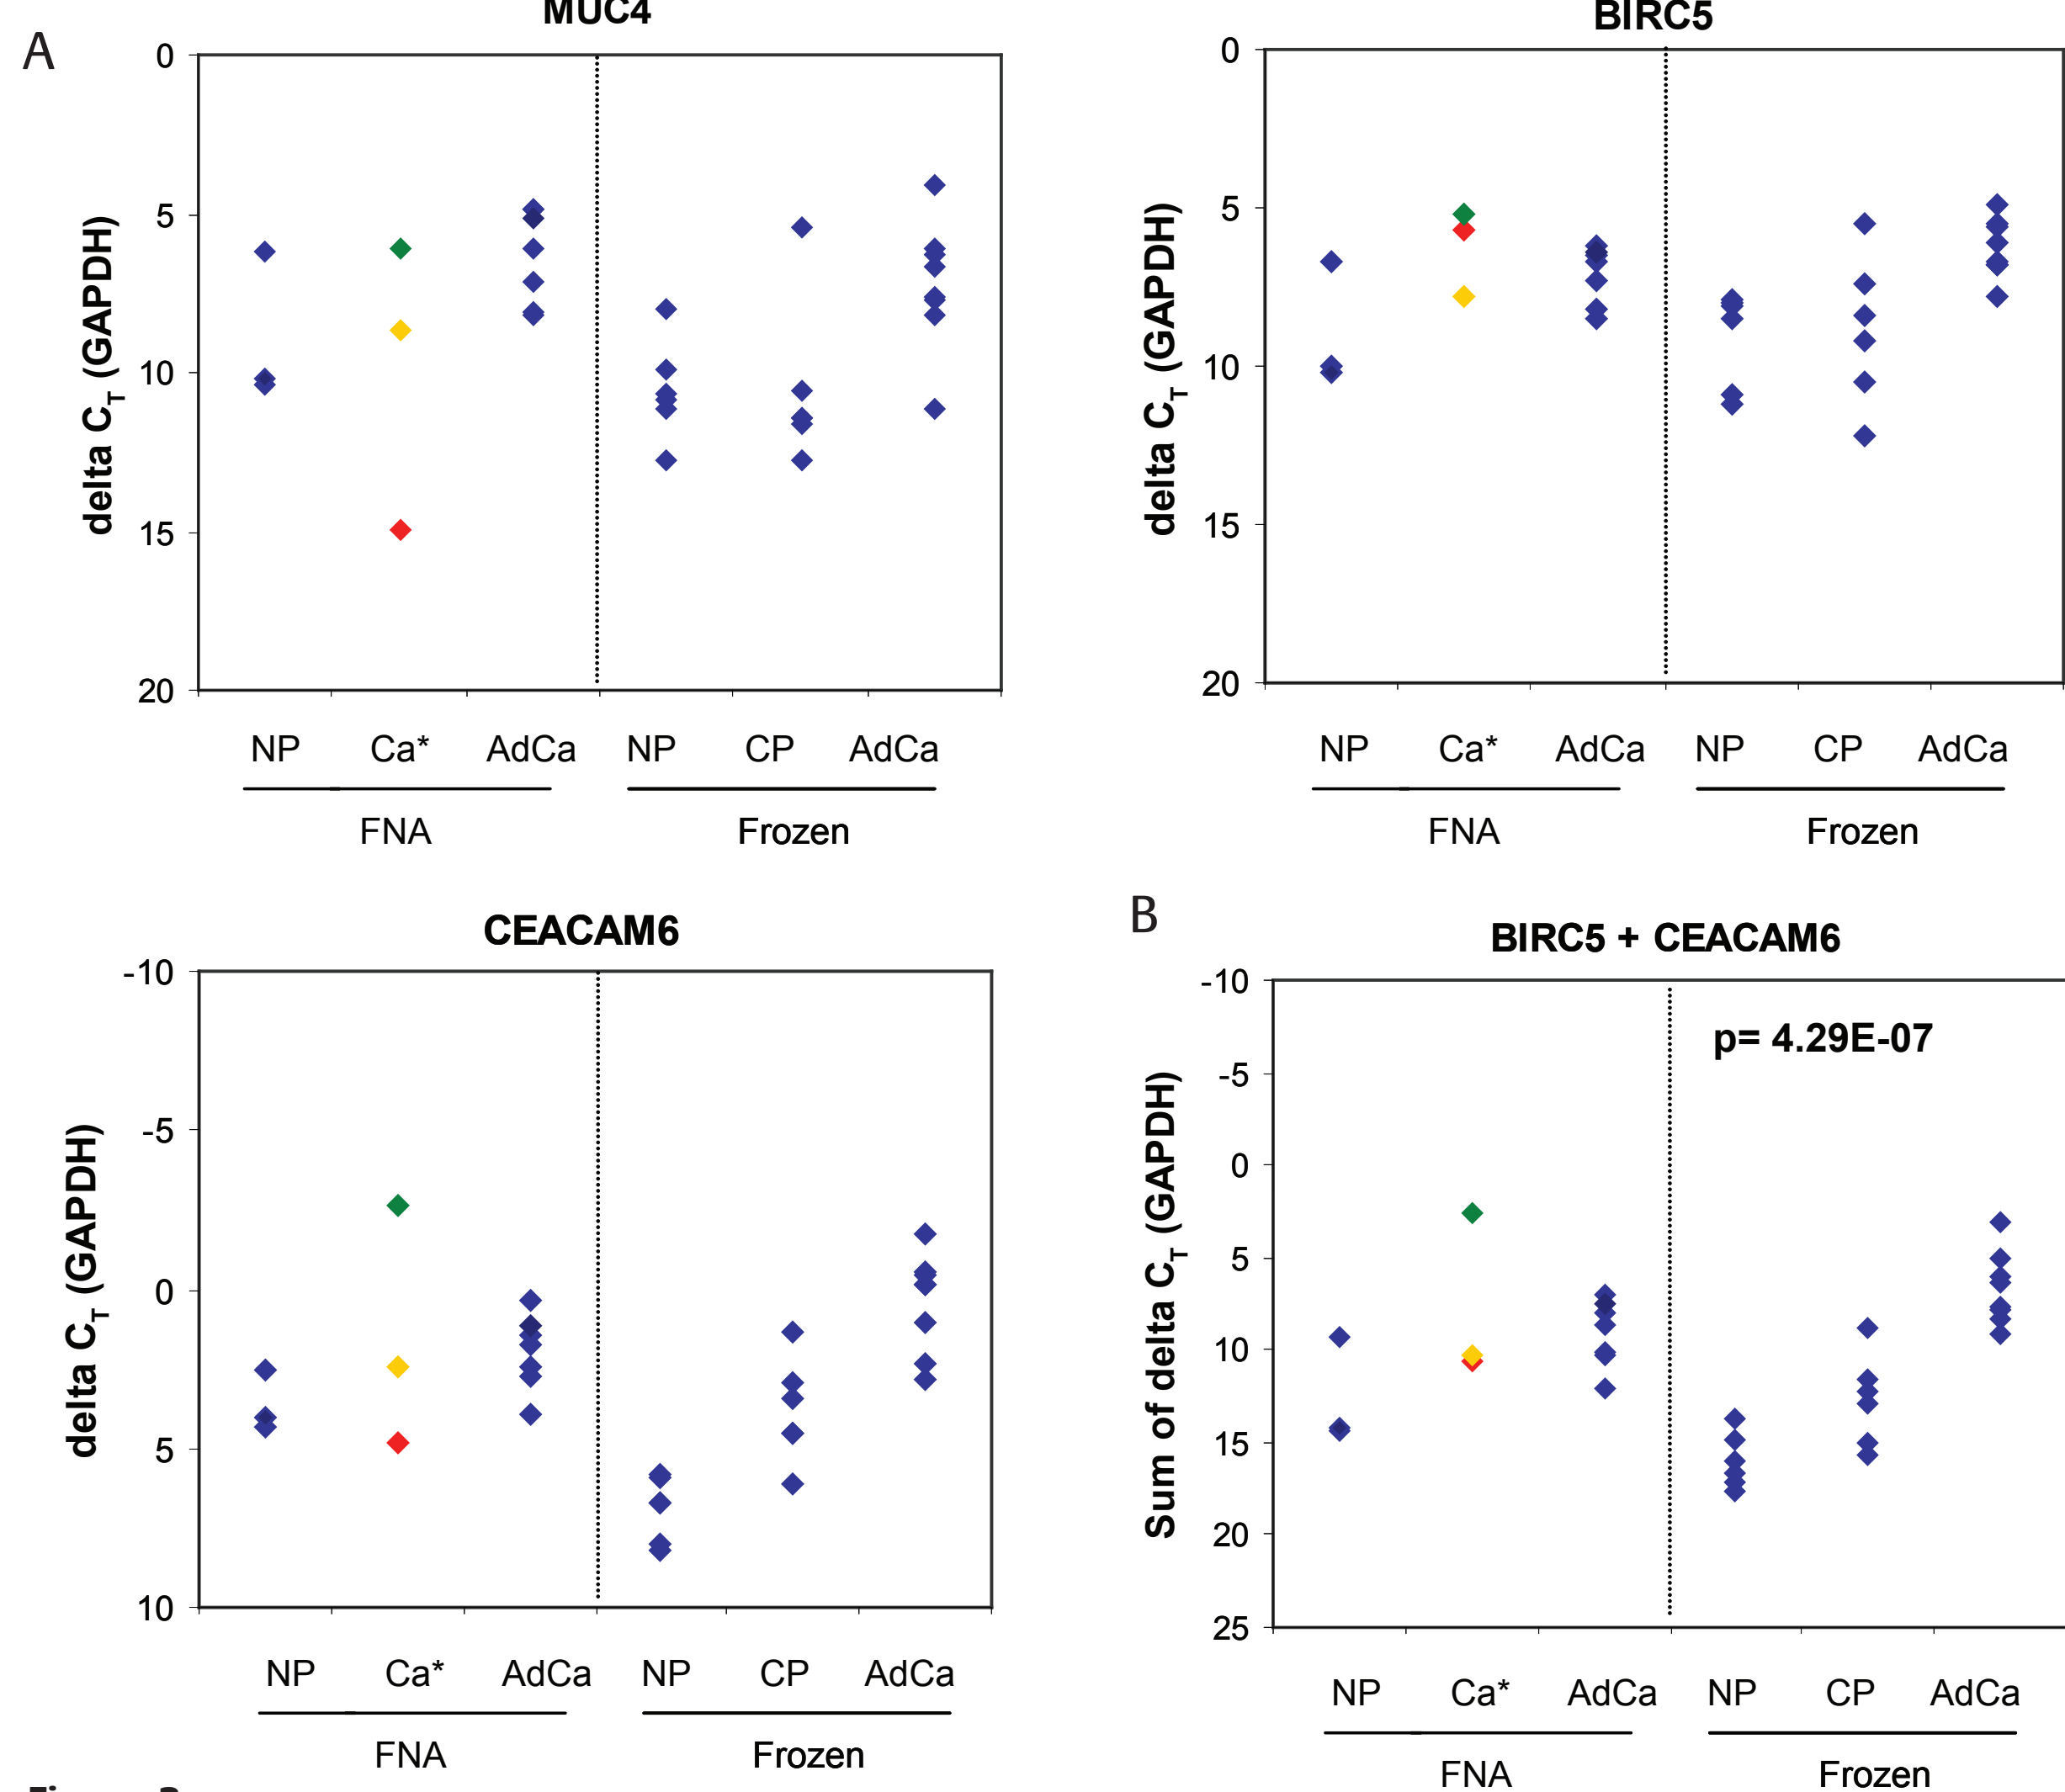 A
MUC4
0
5
10
15
20
delta CT (GAPDH)
NP Ca* AdCa NP CP AdCa
FNA Frozen
BIRC5
0
5
10
15
20
delta CT (GAPDH)
NP Ca* AdCa NP CP AdCa
FNA Frozen
CEACAM6
-10
-5
0
5
10
delta CT (GAPDH)
NP Ca* AdCa NP CP AdCa
FNA Frozen
B
BIRC5 + CEACAM6
p= 4.29E-07
-10
-5
0
5
10
15
20
25
Sum of delta CT (GAPDH)
NP Ca* AdCa NP CP AdCa
FNA Frozen